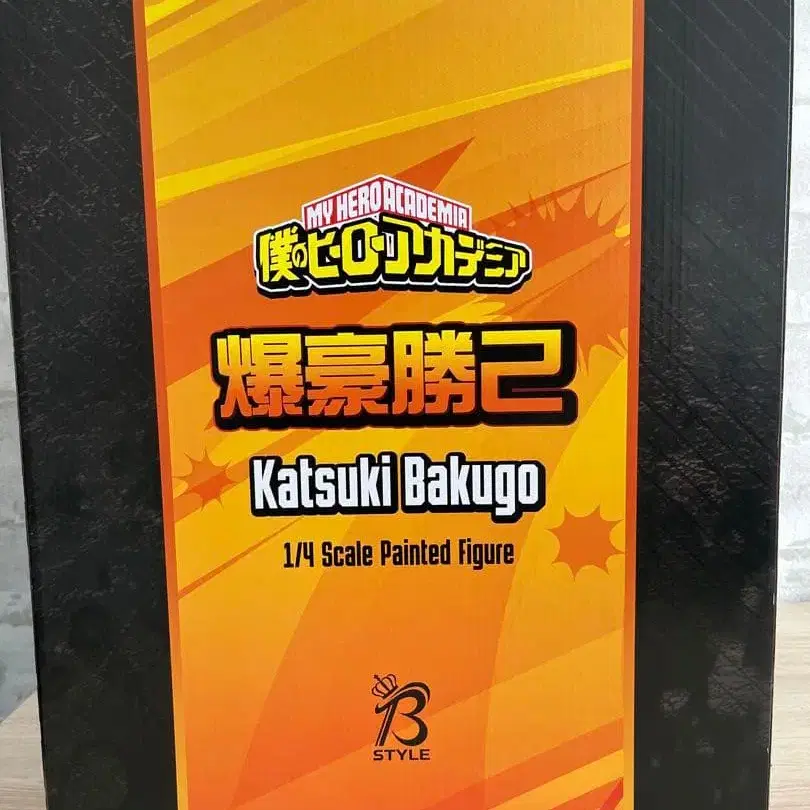 MY HERO ACADEMIA
僕のヒーローアカデミア
爆豪勝己
Katsuki Bakugo
1/4 Scale Painted Figure
B
STYLE